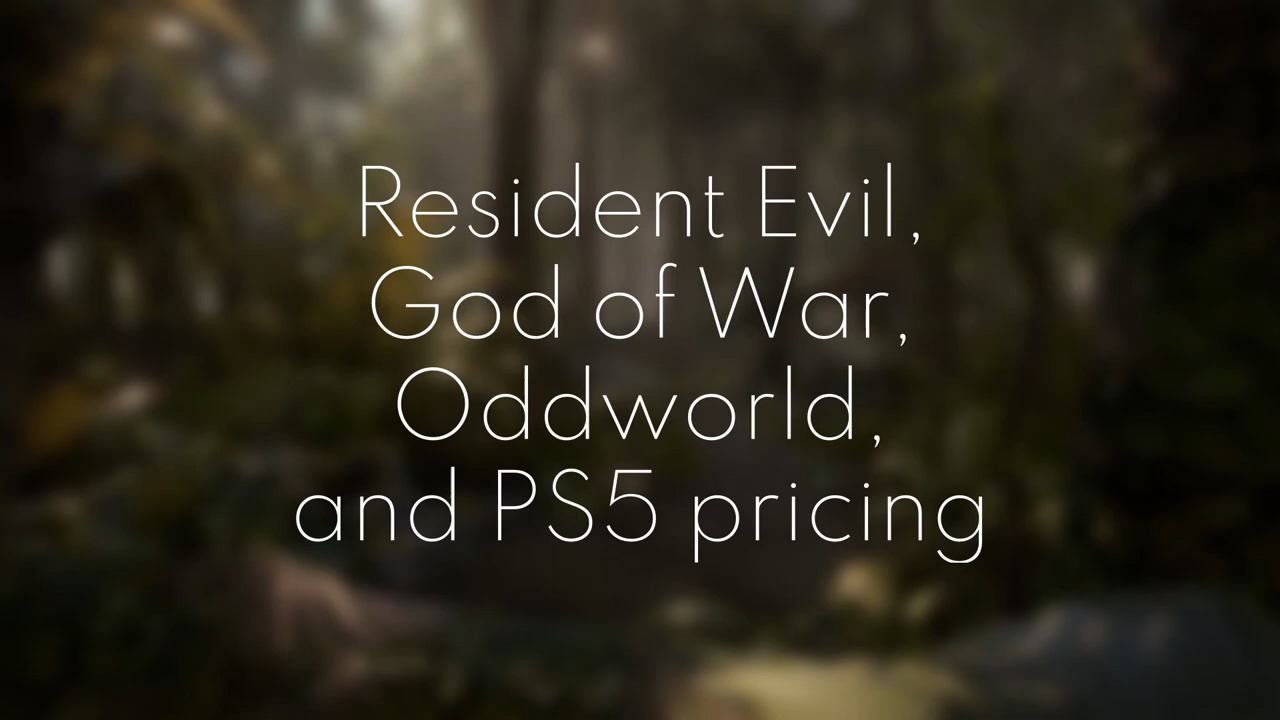 Resident Evil,
God of War,
Oddworld,
and PS5 pricing